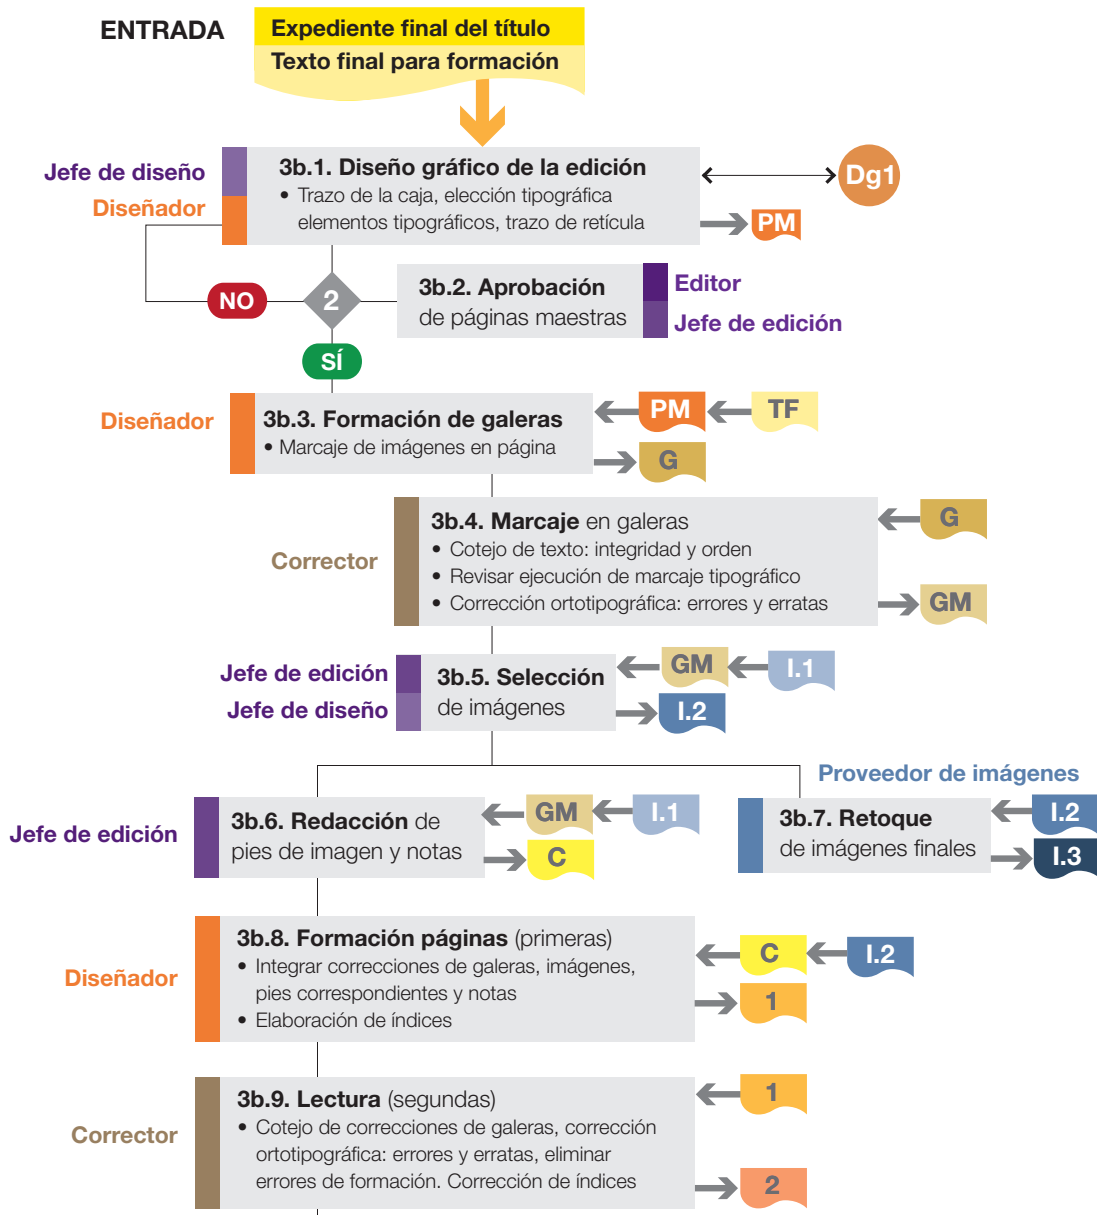 ENTRADA
Expediente final del título
Texto final para formación
Jefe de diseño
Diseñador
3b.1. Diseño gráfico de la edición
• Trazo de la caja, elección tipográfica
elementos tipográficos, trazo de retícula
Dg1
PM
NO
2
3b.2. Aprobación
de páginas maestras
Editor
Jefe de edición
SÍ
Diseñador
3b.3. Formación de galeras
• Marcaje de imágenes en página
PM
TF
G
Corrector
3b.4. Marcaje en galeras
• Cotejo de texto: integridad y orden
• Revisar ejecución de marcaje tipográfico
• Corrección ortotipográfica: errores y erratas
G
GM
Jefe de edición
Jefe de diseño
3b.5. Selección
de imágenes
GM
I.1
I.2
Proveedor de imágenes
Jefe de edición
3b.6. Redacción de
pies de imagen y notas
GM
I.1
C
3b.7. Retoque
de imágenes finales
I.2
I.3
Diseñador
3b.8. Formación páginas (primeras)
• Integrar correcciones de galeras, imágenes,
pies correspondientes y notas
• Elaboración de índices
C
I.2
1
Corrector
3b.9. Lectura (segundas)
• Cotejo de correcciones de galeras, corrección
ortotipográfica: errores y erratas, eliminar
errores de formación. Corrección de índices
1
2